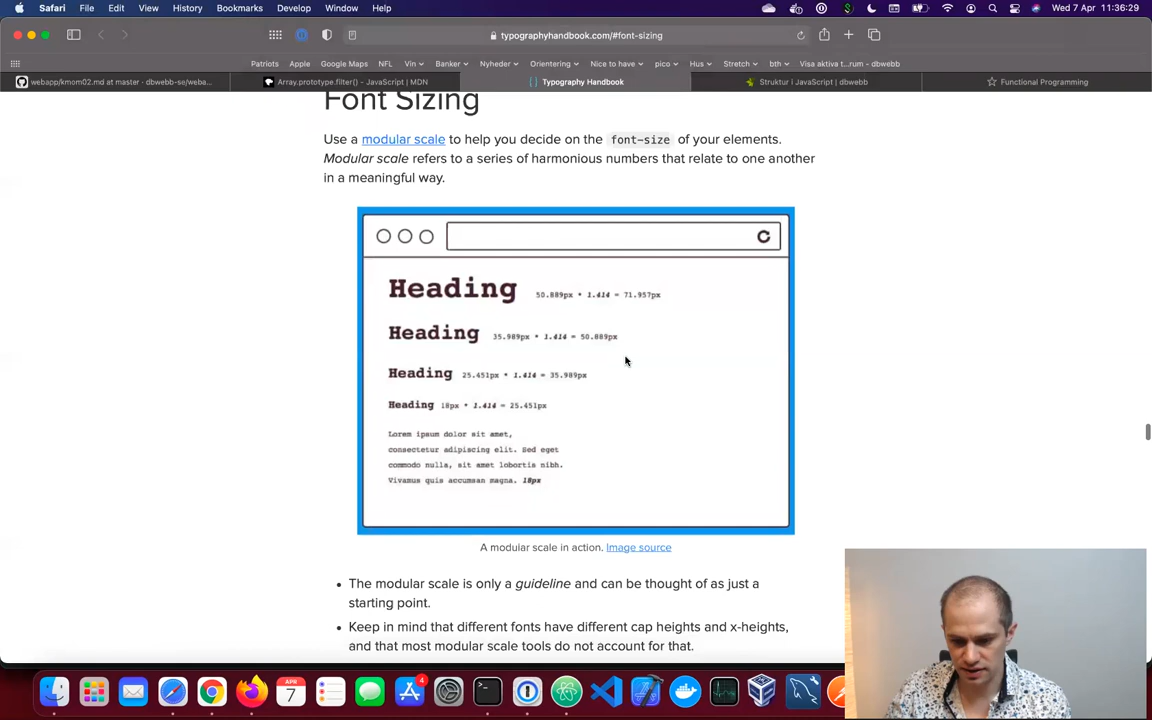 Safari File Edit View History Bookmarks Develop Window Help
Wed 7 Apr 11:36:29
typographyhandbook.com/#font-sizing
Patriots Apple Google Maps NFL Vin Banker Nyheder Orientering Nice to have pico Hus Stretch bth Visa aktiva t...rum - dbwebb
webapp/kmom02.md at master · dbwebb-se/weba...
Array.prototype.filter() - JavaScript | MDN
Typography Handbook
Struktur i JavaScript | dbwebb
Functional Programming
Font Sizing
Use a modular scale to help you decide on the font-size of your elements.
Modular scale refers to a series of harmonious numbers that relate to one another
in a meaningful way.
Heading 50.889px * 1.414 = 71.957px
Heading 35.989px * 1.414 = 50.889px
Heading 25.451px * 1.414 = 35.989px
Heading 18px * 1.414 = 25.451px
Lorem ipsum dolor sit amet,
consectetur adipiscing elit. Sed eget
commodo nulla, sit amet lobortis nibh.
Vivamus quis accumsan magna. 18px
A modular scale in action. Image source
• The modular scale is only a guideline and can be thought of as just a
starting point.
• Keep in mind that different fonts have different cap heights and x-heights,
and that most modular scale tools do not account for that.
APR
7
4